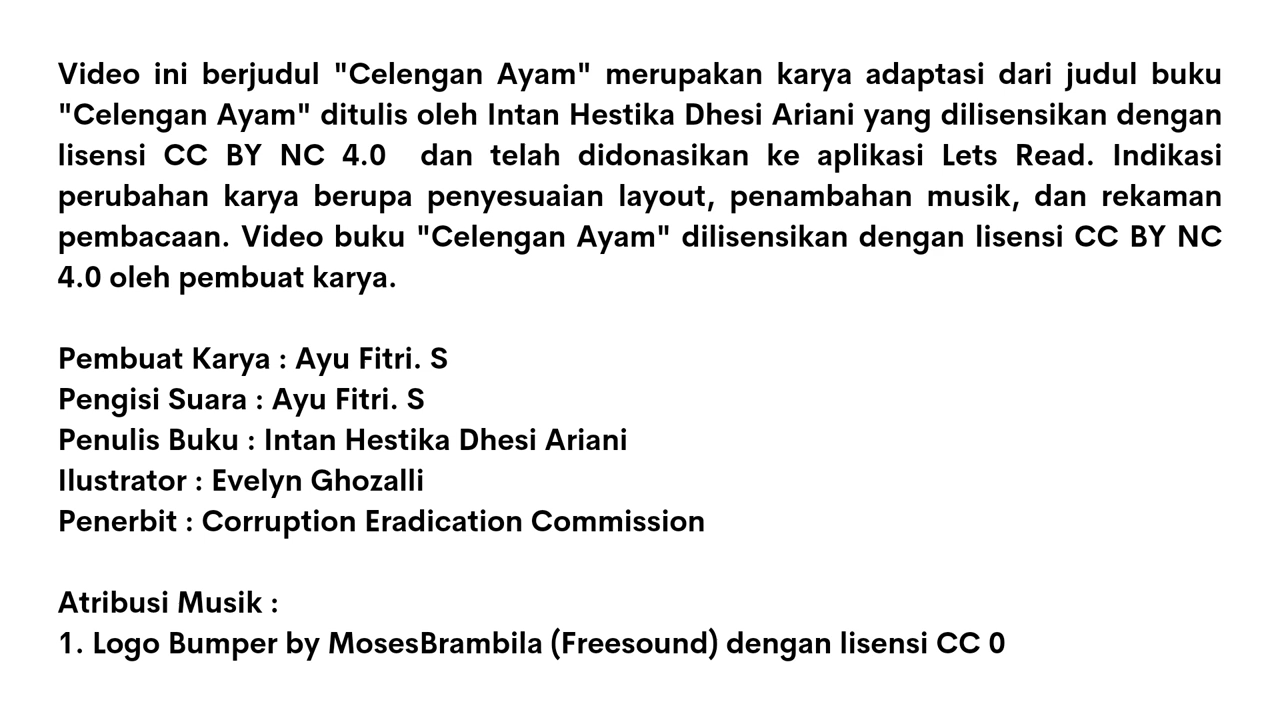 Video ini berjudul "Celengan Ayam" merupakan karya adaptasi dari judul buku
"Celengan Ayam" ditulis oleh Intan Hestika Dhesi Ariani yang dilisensikan dengan
lisensi CC BY NC 4.0 dan telah didonasikan ke aplikasi Lets Read. Indikasi
perubahan karya berupa penyesuaian layout, penambahan musik, dan rekaman
pembacaan. Video buku "Celengan Ayam" dilisensikan dengan lisensi CC BY NC
4.0 oleh pembuat karya.
Pembuat Karya : Ayu Fitri. S
Pengisi Suara : Ayu Fitri. S
Penulis Buku : Intan Hestika Dhesi Ariani
Ilustrator : Evelyn Ghozalli
Penerbit : Corruption Eradication Commission
Atribusi Musik :
1. Logo Bumper by MosesBrambila (Freesound) dengan lisensi CC 0